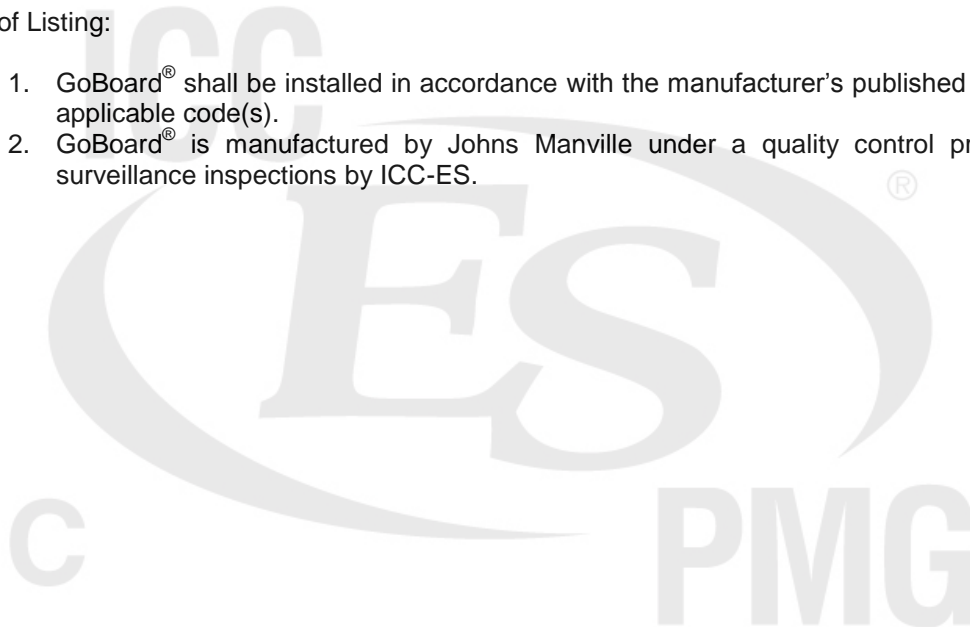 of Listing:
1. GoBoard® shall be installed in accordance with the manufacturer's published
applicable code(s).
2. GoBoard® is manufactured by Johns Manville under a quality control pr
surveillance inspections by ICC-ES.
ICC
ES®
C
PMG